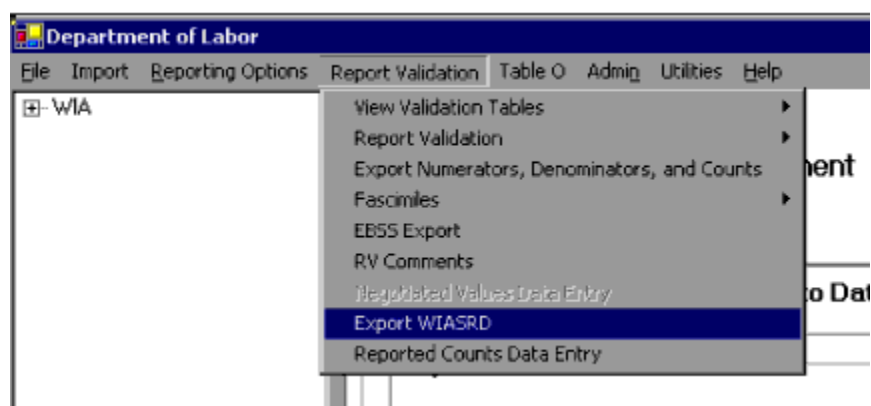 Department of Labor
File Import Reporting Options Report Validation Table O Admin Utilities Help
WIA
View Validation Tables
Report Validation
Export Numerators, Denominators, and Counts
Fascimiles
EBSS Export
RV Comments
Negotiated Values Data Entry
Export WIASRD
Reported Counts Data Entry
ent
to Dat